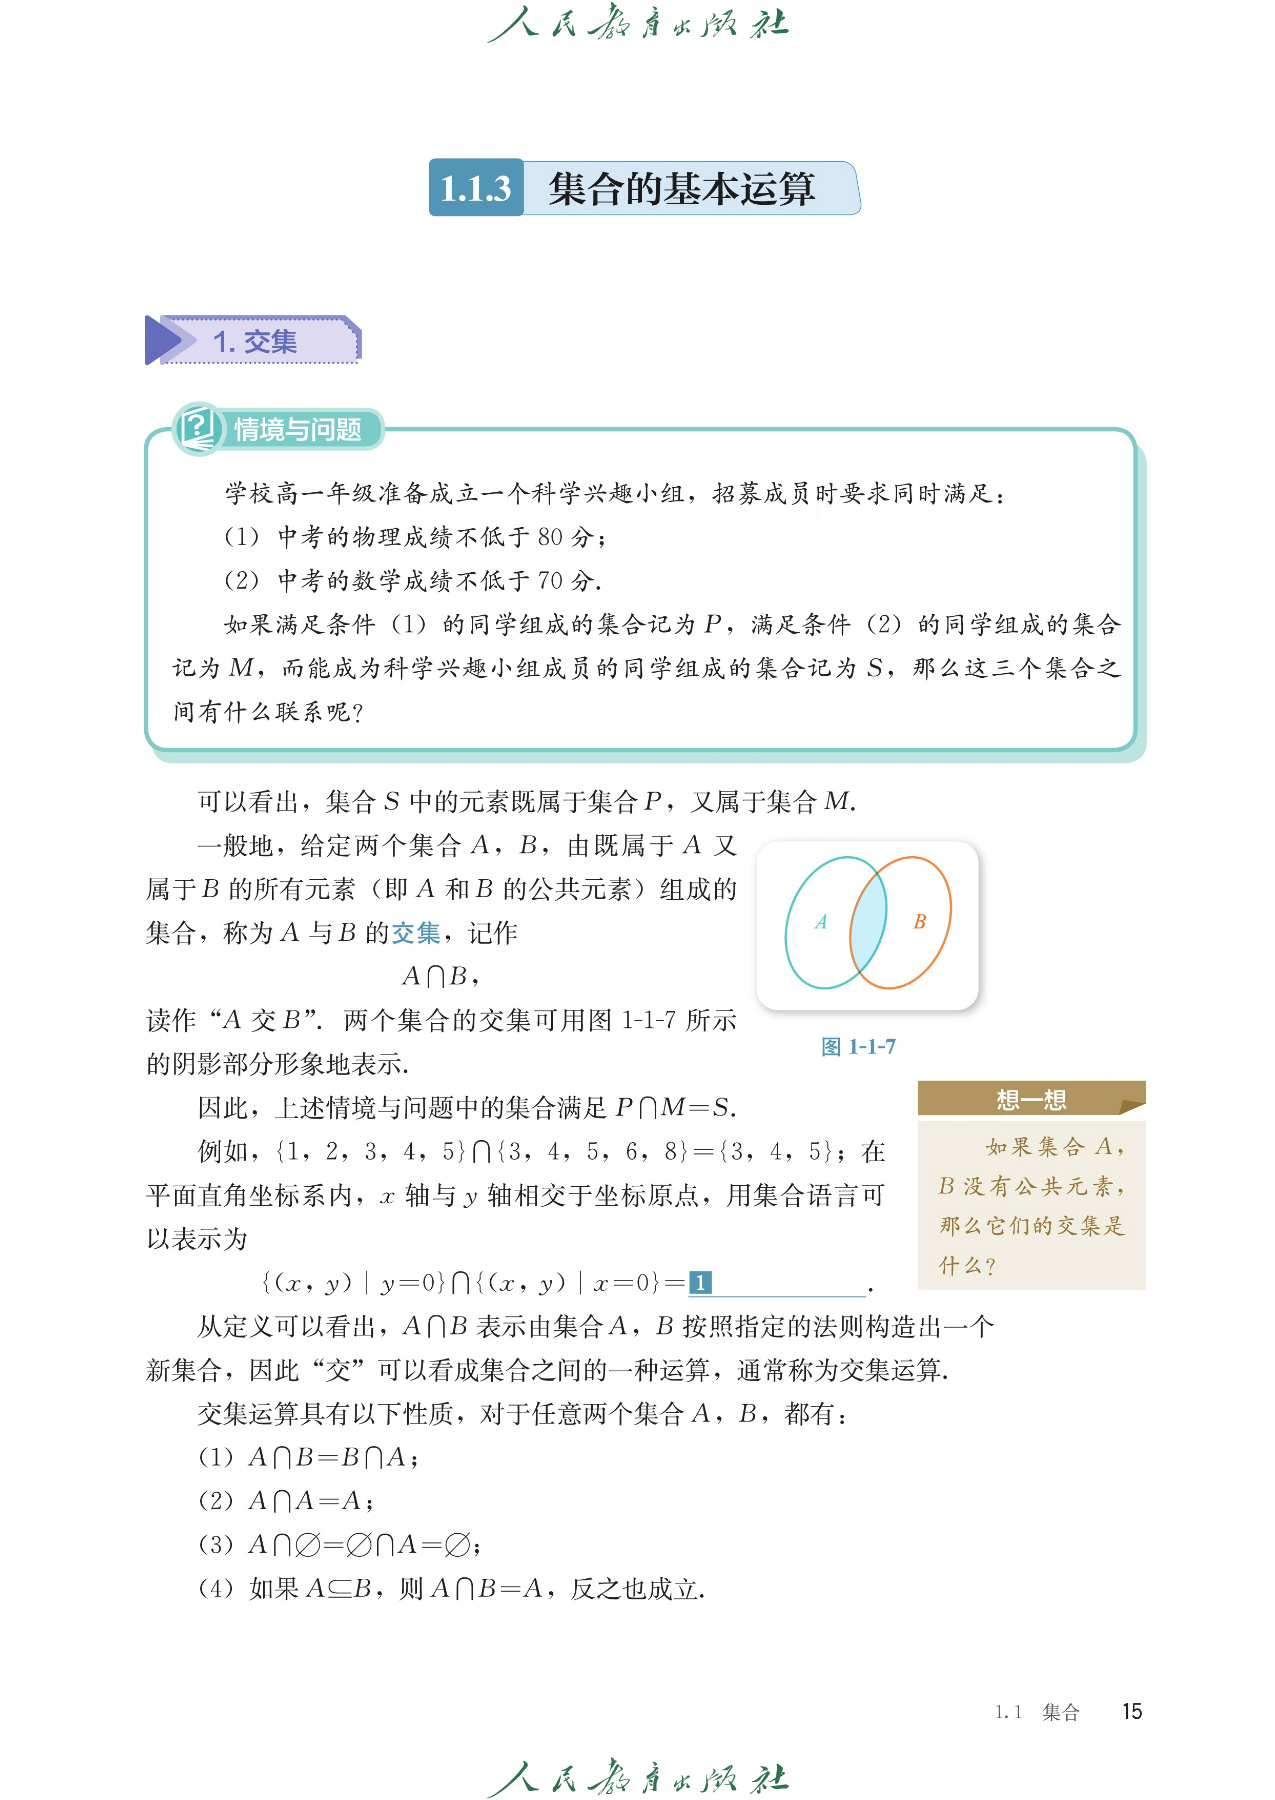 人民教育出版社
1.1.3 集合的基本运算
1. 交集
情境与问题
学校高一年级准备成立一个科学兴趣小组，招募成员时要求同时满足：
（1）中考的物理成绩不低于 80 分；
（2）中考的数学成绩不低于 70 分．
如果满足条件（1）的同学组成的集合记为 P，满足条件（2）的同学组成的集合
记为 M，而能成为科学兴趣小组成员的同学组成的集合记为 S，那么这三个集合之
间有什么联系呢？
可以看出，集合 S 中的元素既属于集合 P，又属于集合 M．
一般地，给定两个集合 A，B，由既属于 A 又
属于 B 的所有元素（即 A 和 B 的公共元素）组成的
集合，称为 A 与 B 的交集，记作
A∩B，
读作“A 交 B”．两个集合的交集可用图 1-1-7 所示
的阴影部分形象地表示．
A
B
图 1-1-7
因此，上述情境与问题中的集合满足 P∩M=S．
例如，{1，2，3，4，5}∩{3，4，5，6，8}={3，4，5}；在
平面直角坐标系内，x 轴与 y 轴相交于坐标原点，用集合语言可
以表示为
{(x，y)｜y=0}∩{(x，y)｜x=0}=1______．
想一想
如果集合 A，
B 没有公共元素，
那么它们的交集是
什么？
从定义可以看出，A∩B 表示由集合 A，B 按照指定的法则构造出一个
新集合，因此“交”可以看成集合之间的一种运算，通常称为交集运算．
交集运算具有以下性质，对于任意两个集合 A，B，都有：
（1）A∩B=B∩A；
（2）A∩A=A；
（3）A∩∅=∅∩A=∅；
（4）如果 A⊆B，则 A∩B=A，反之也成立．
1.1 集合 15
人民教育出版社